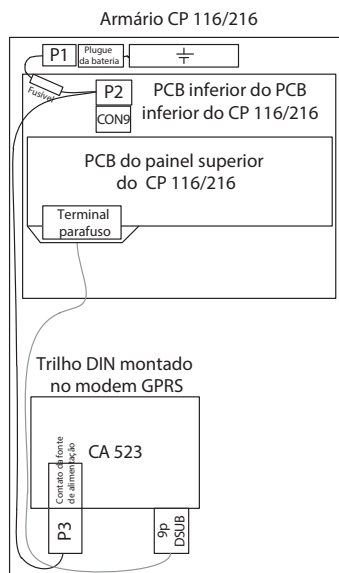 Armário CP 116/216
P1
Plugue
da bateria
Fusível
P2
CON9
PCB inferior do PCB
inferior do CP 116/216
PCB do painel superior
do CP 116/216
Terminal
parafuso
Trilho DIN montado
no modem GPRS
CA 523
Contato da fonte
de alimentação
P3
9p
DSUB